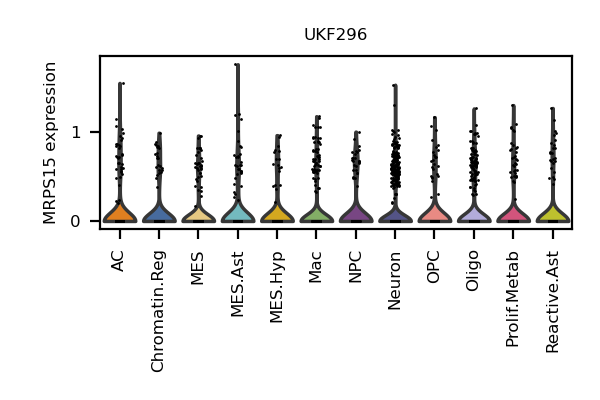 UKF296
MRPS15 expression
1
0
AC
Chromatin.Reg
MES
MES.Ast
MES.Hyp
Mac
NPC
Neuron
OPC
Oligo
Prolif.Metab
Reactive.Ast